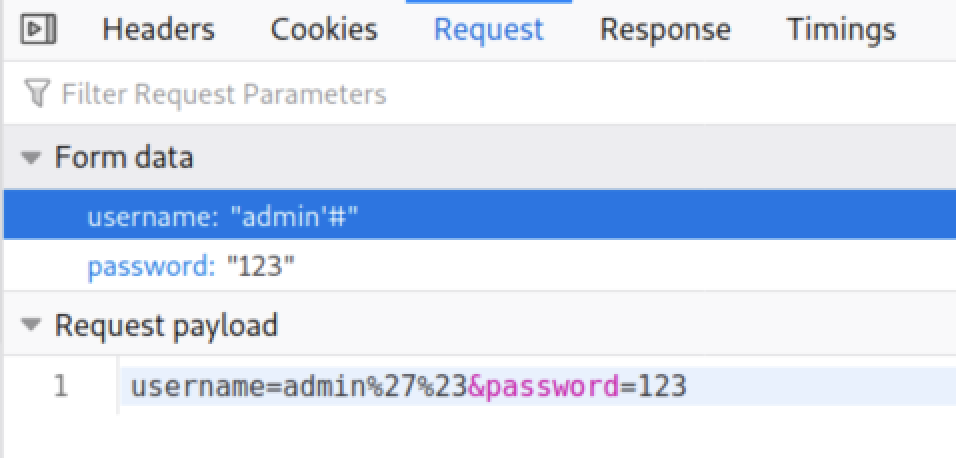 Headers Cookies Request Response Timings
Filter Request Parameters
Form data
username: "admin'#"
password: "123"
Request payload
1 username=admin%27%23&password=123